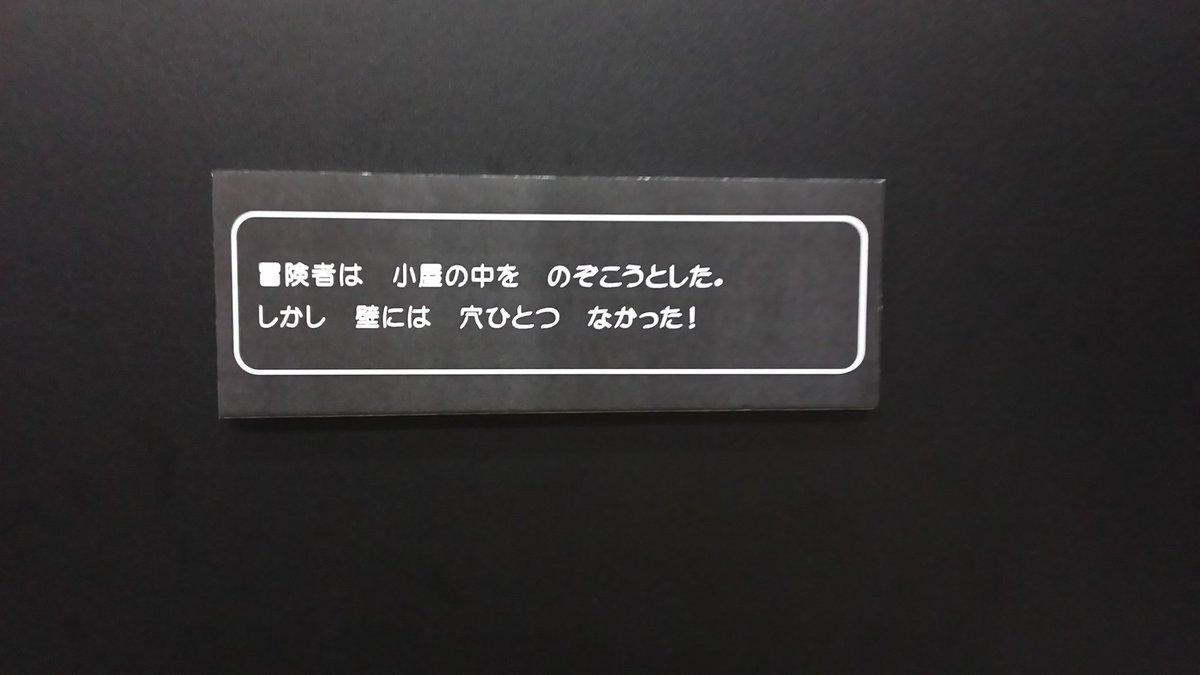 冒険者は　小屋の中を　のぞこうとした。
しかし　壁には　穴ひとつ　なかった！